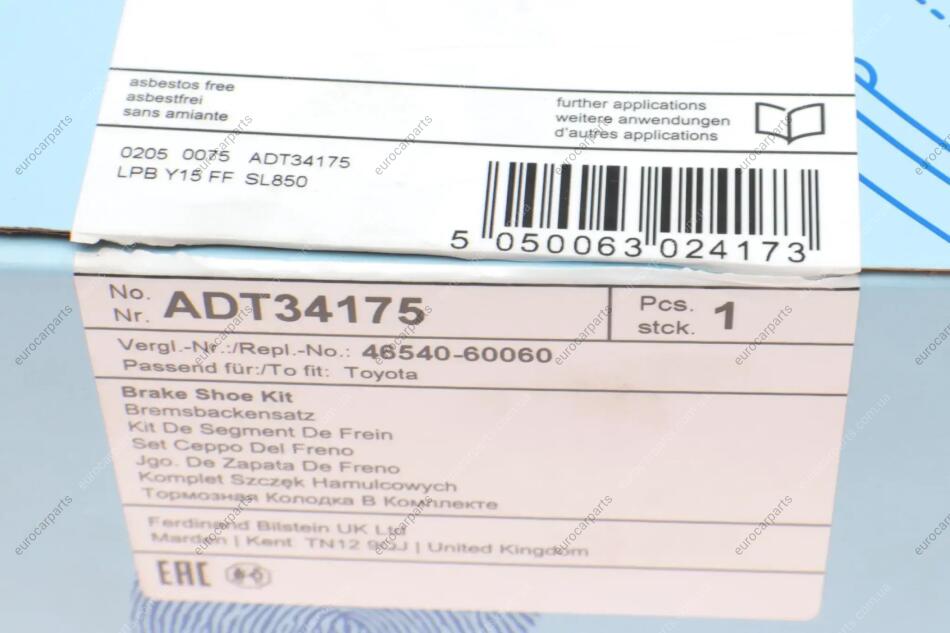 asbestos free
asbestfrei
sans amiante
further applications
weitere anwendungen
d'autres applications
0205 0075 ADT34175
LPB Y15 FF SL850
5 050063 024173
No.
Nr. ADT34175
Pcs.
stck. 1
Vergl.-Nr.:/Repl.-No.: 46540-60060
Passend für:/To fit: Toyota
Brake Shoe Kit
Bremsbackensatz
Kit De Segment De Frein
Set Ceppo Del Freno
Jgo. De Zapata De Freno
Komplet Szczęk Hamulcowych
Тормозная Колодка В Комплекте
Ferdinand Bilstein UK Ltd
Marden | Kent TN12 9DJ | United Kingdom
EAC
eurocarparts